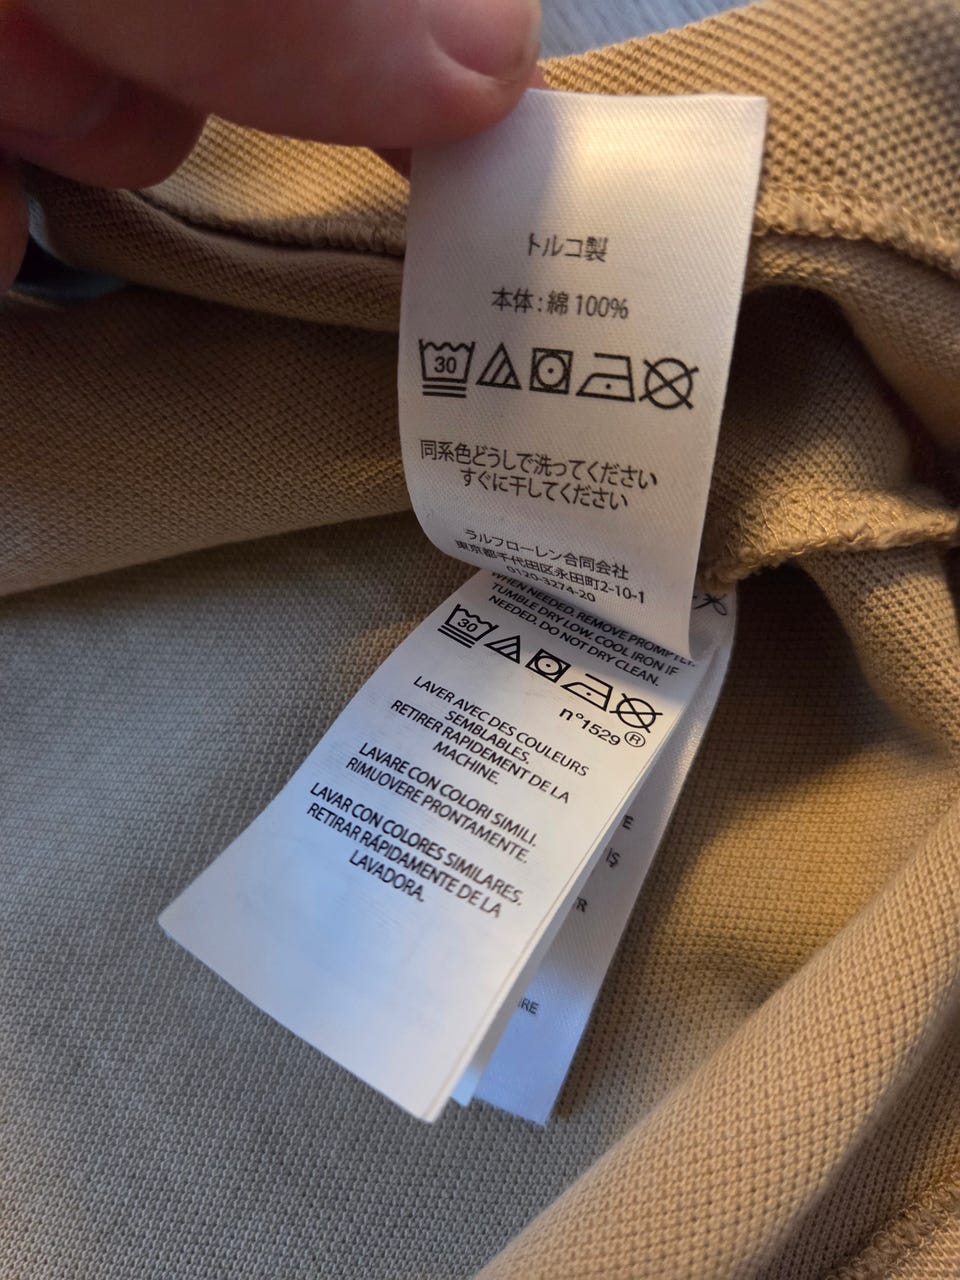 トルコ製
本体：綿 100%
30
同系色どうしで洗ってください
すぐに干してください
ラルフローレン合同会社
東京都千代田区永田町2-10-1
0120-3274-20
WHEN NEEDED. REMOVE PROMPTLY.
TUMBLE DRY LOW. COOL IRON IF
NEEDED. DO NOT DRY CLEAN.
30
n°1529 ®
LAVER AVEC DES COULEURS
SEMBLABLES.
RETIRER RAPIDEMENT DE LA
MACHINE.
LAVARE CON COLORI SIMILI.
RIMUOVERE PRONTAMENTE.
LAVAR CON COLORES SIMILARES.
RETIRAR RÁPIDAMENTE DE LA
LAVADORA.